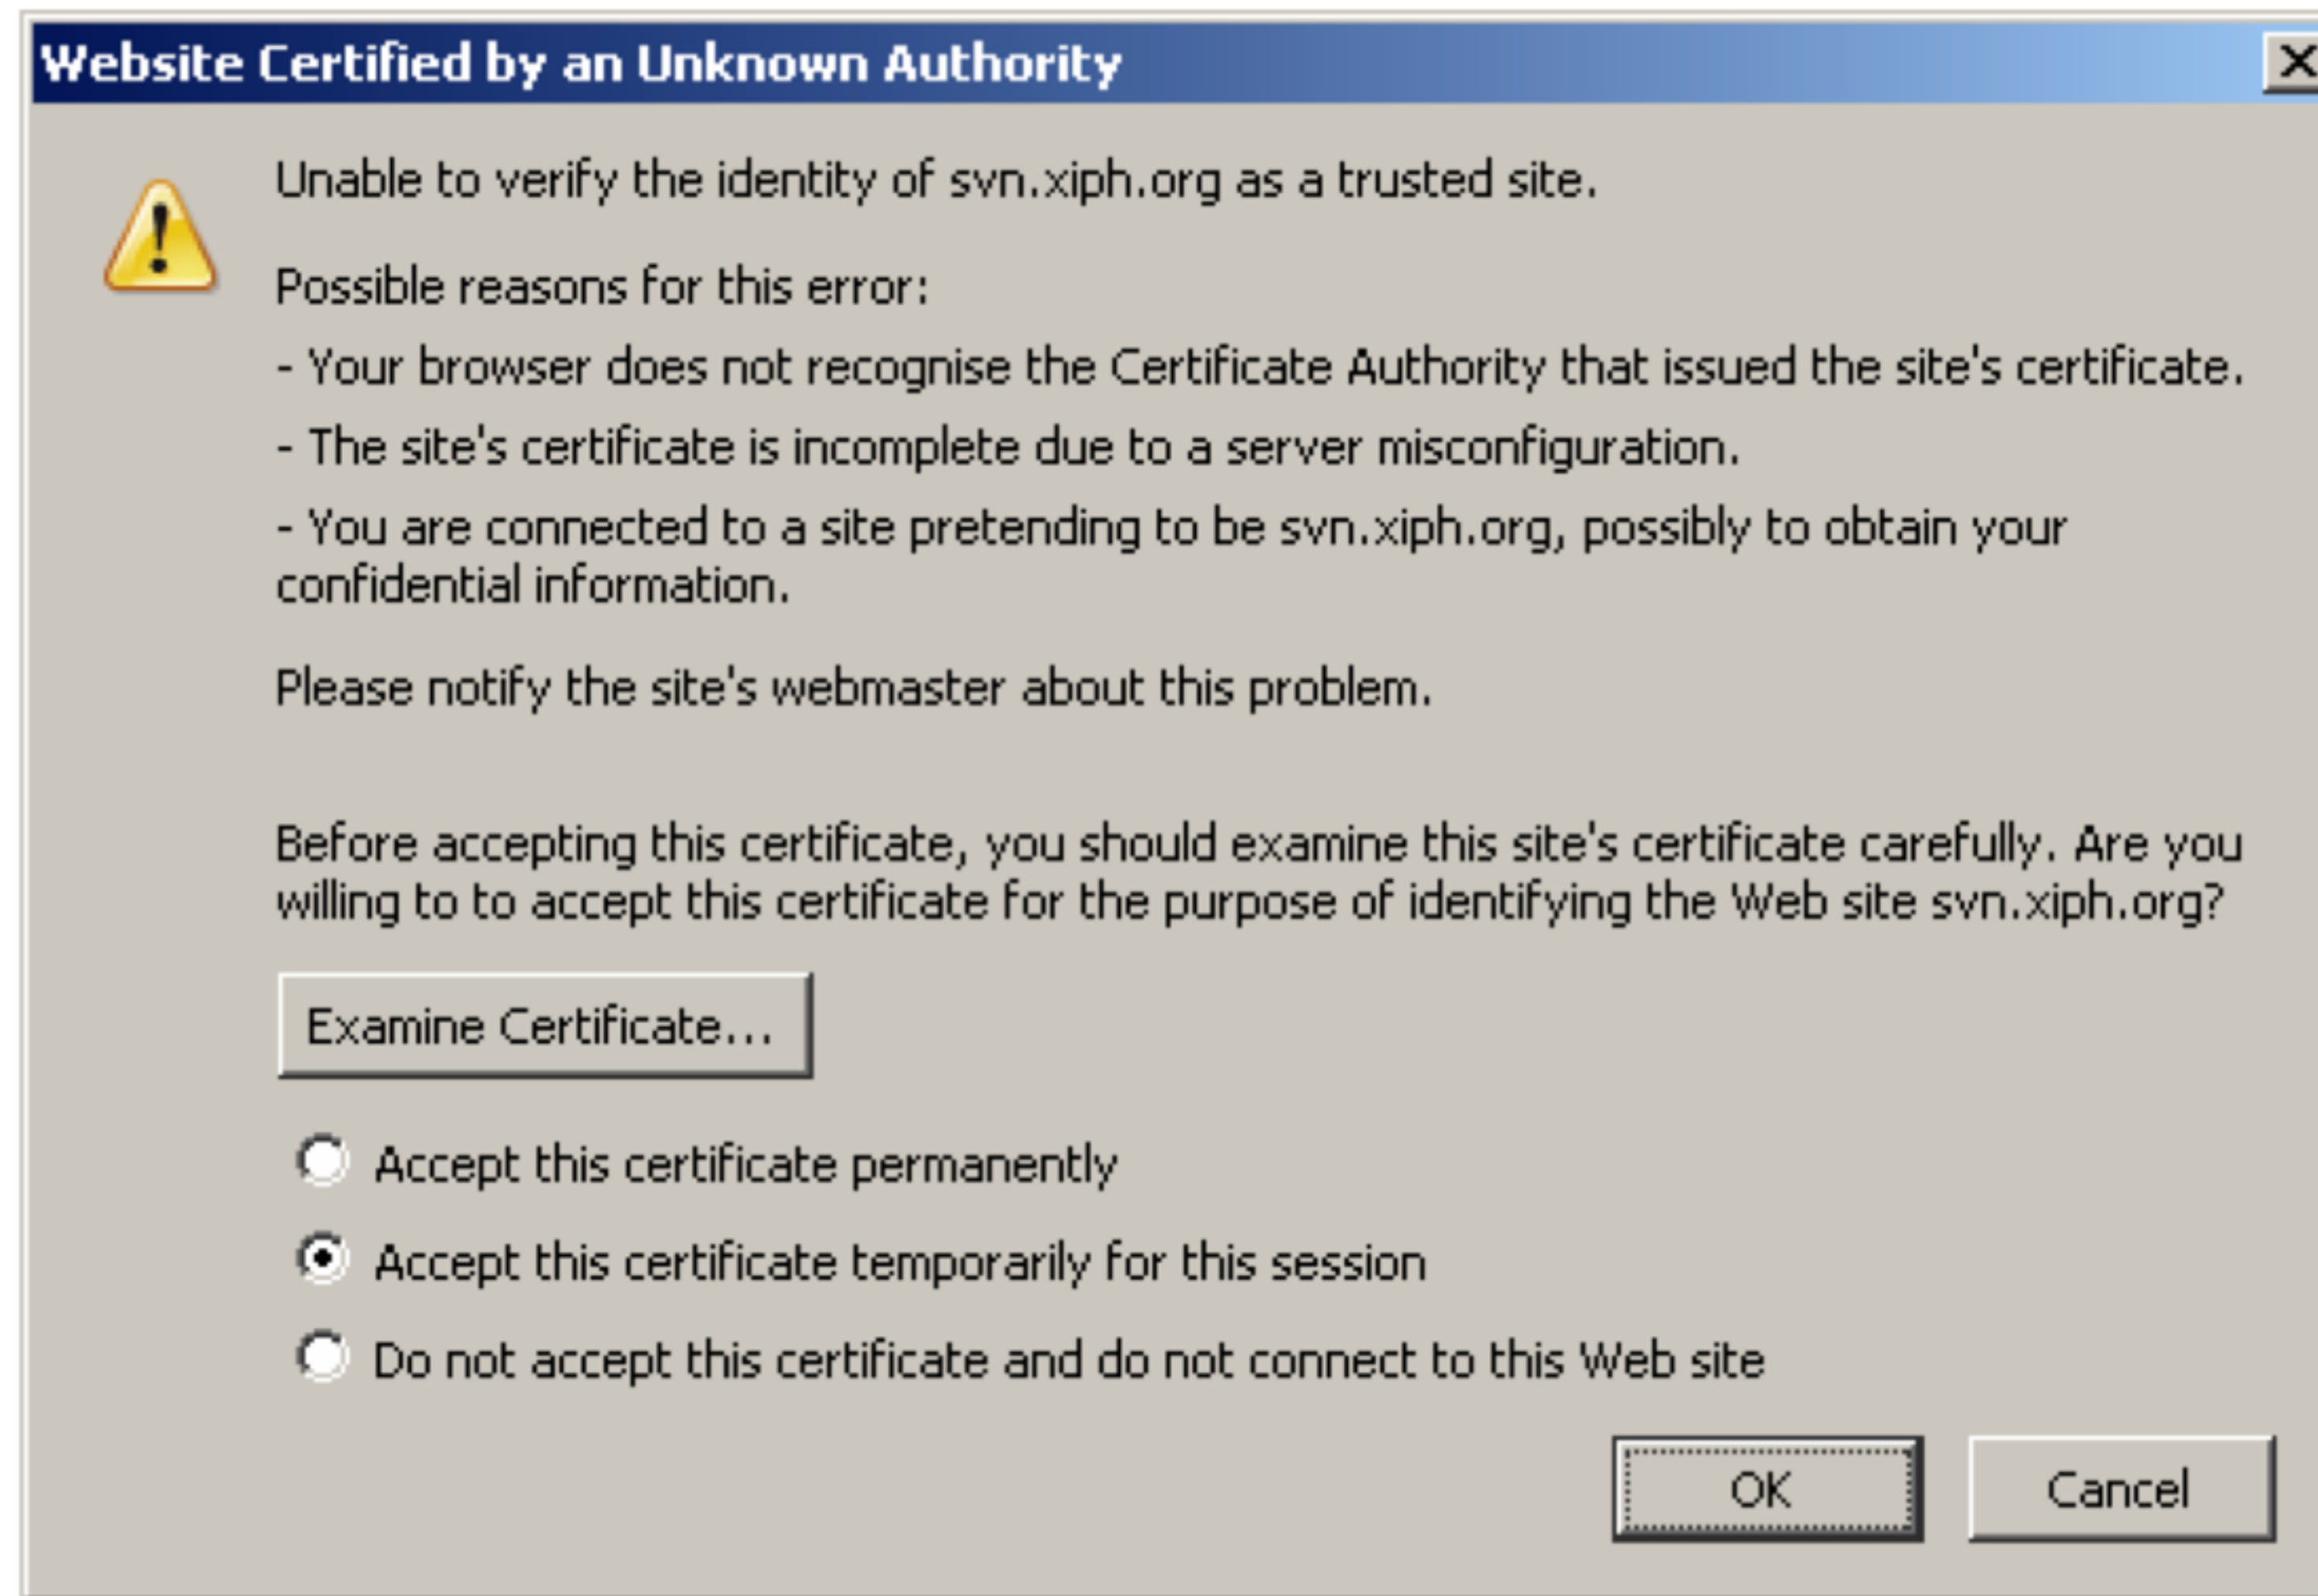 Website Certified by an Unknown Authority
Unable to verify the identity of svn.xiph.org as a trusted site.
Possible reasons for this error:
- Your browser does not recognise the Certificate Authority that issued the site's certificate.
- The site's certificate is incomplete due to a server misconfiguration.
- You are connected to a site pretending to be svn.xiph.org, possibly to obtain your
confidential information.
Please notify the site's webmaster about this problem.
Before accepting this certificate, you should examine this site's certificate carefully. Are you
willing to to accept this certificate for the purpose of identifying the Web site svn.xiph.org?
Examine Certificate...
Accept this certificate permanently
Accept this certificate temporarily for this session
Do not accept this certificate and do not connect to this Web site
OK
Cancel